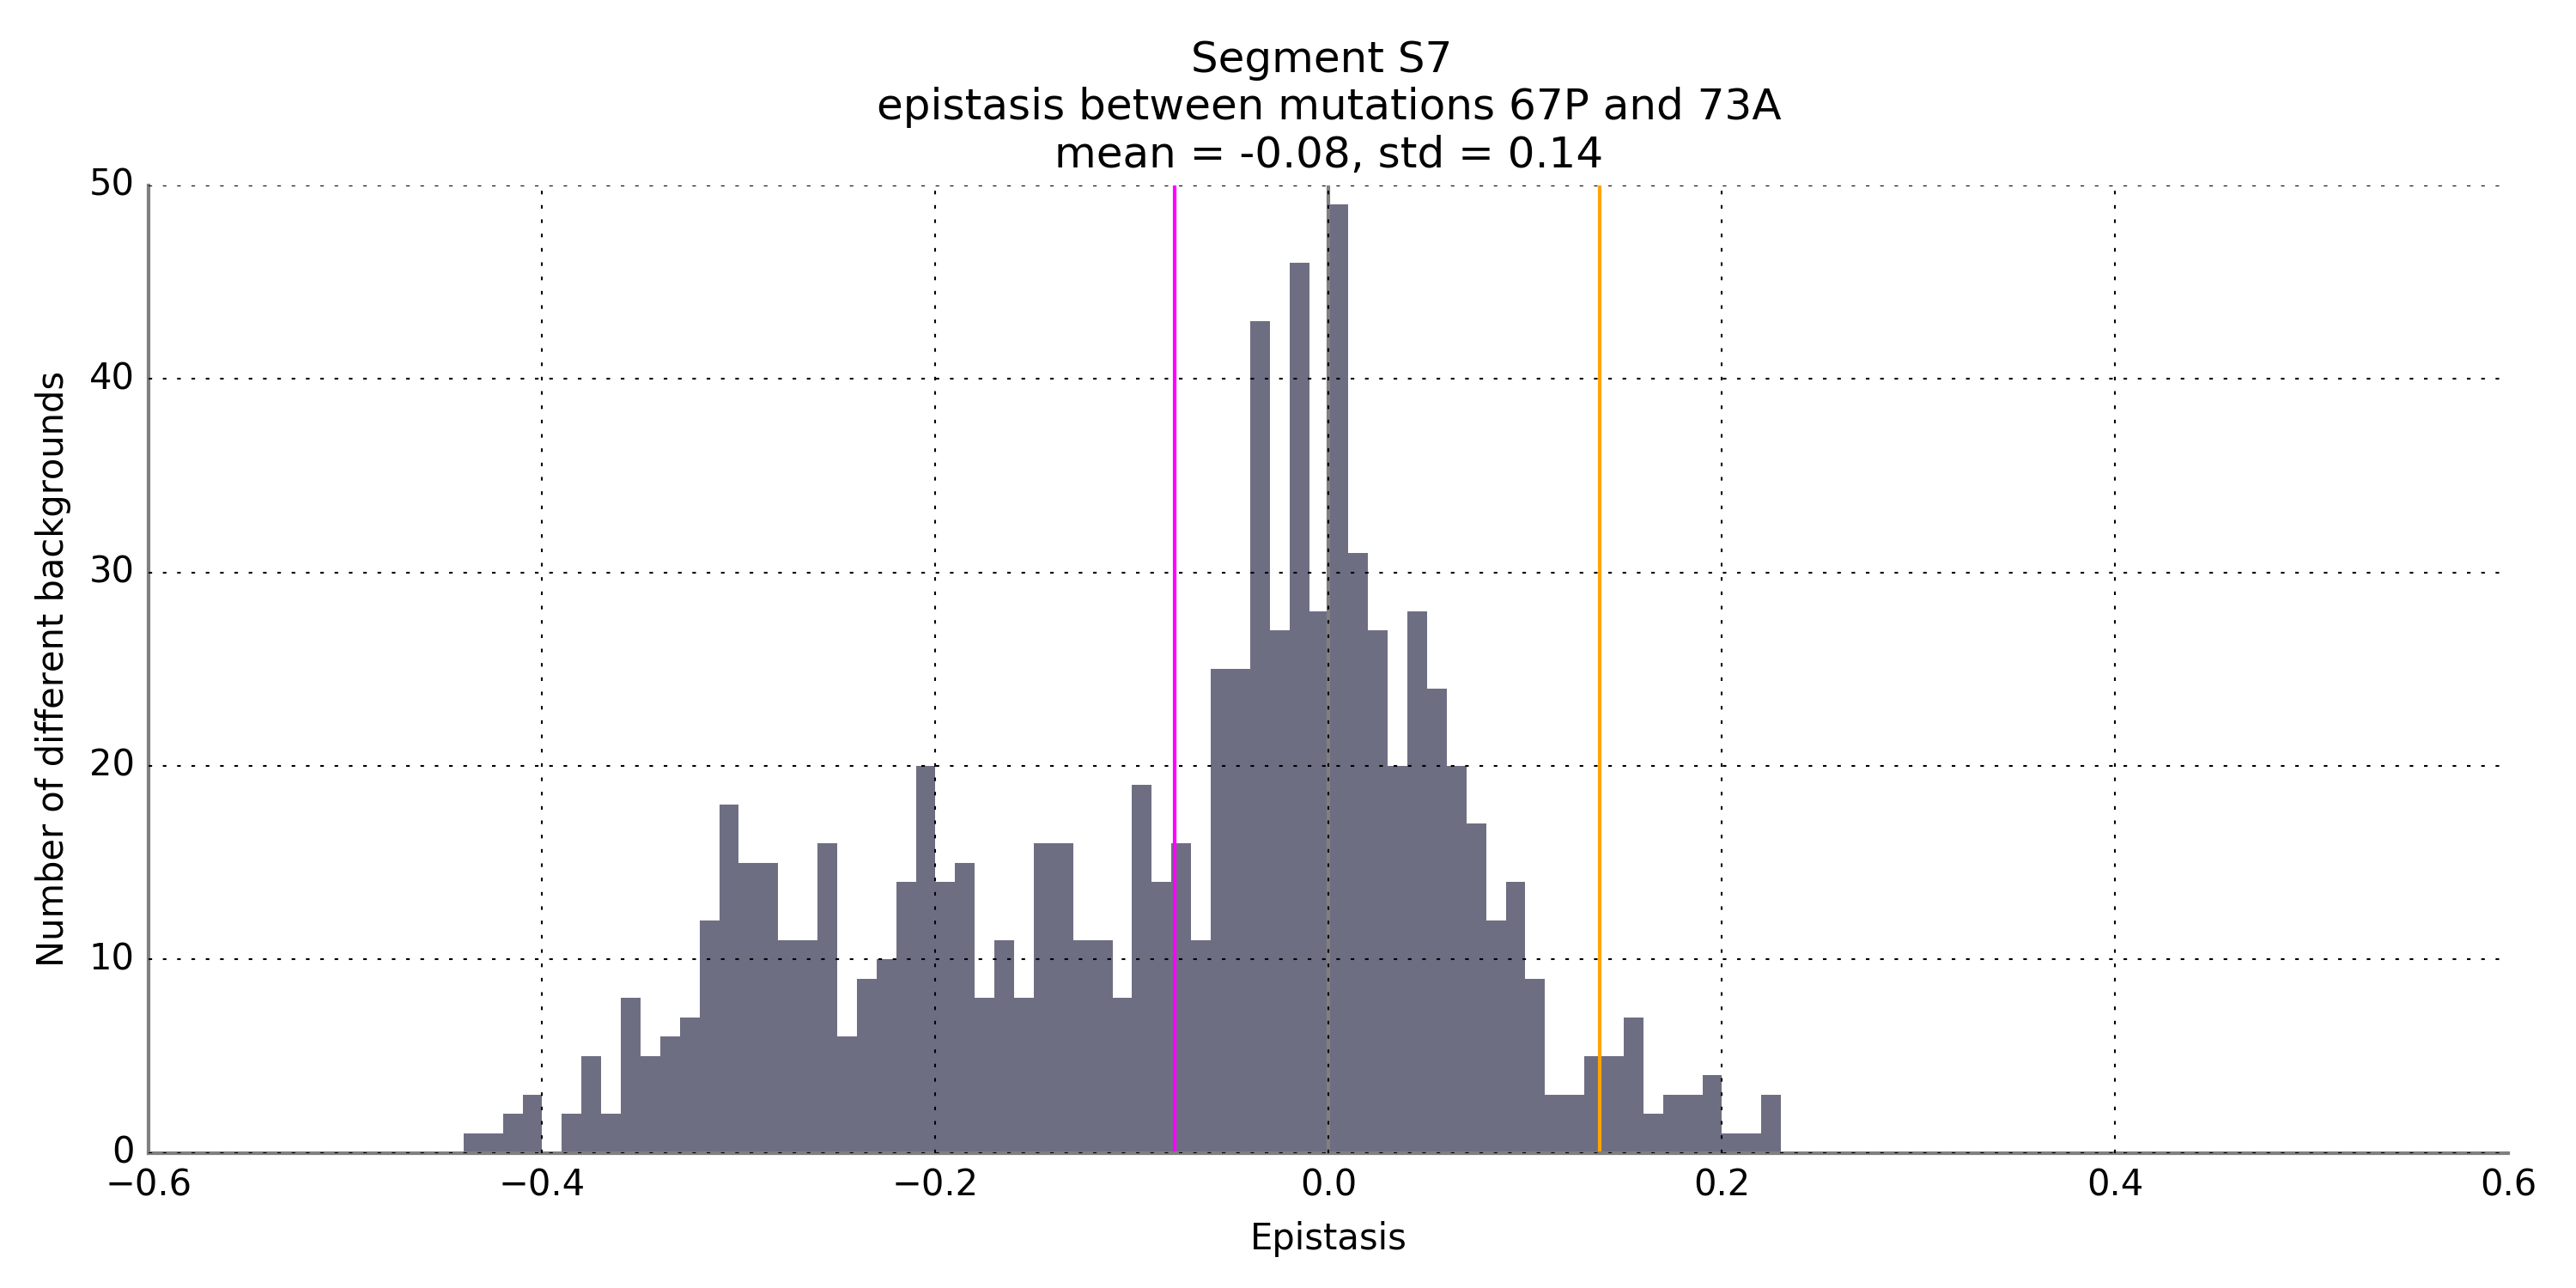 Segment S7
epistasis between mutations 67P and 73A
mean = -0.08, std = 0.14
Number of different backgrounds
50
40
30
20
10
0
−0.6 −0.4 −0.2 0.0 0.2 0.4 0.6
Epistasis